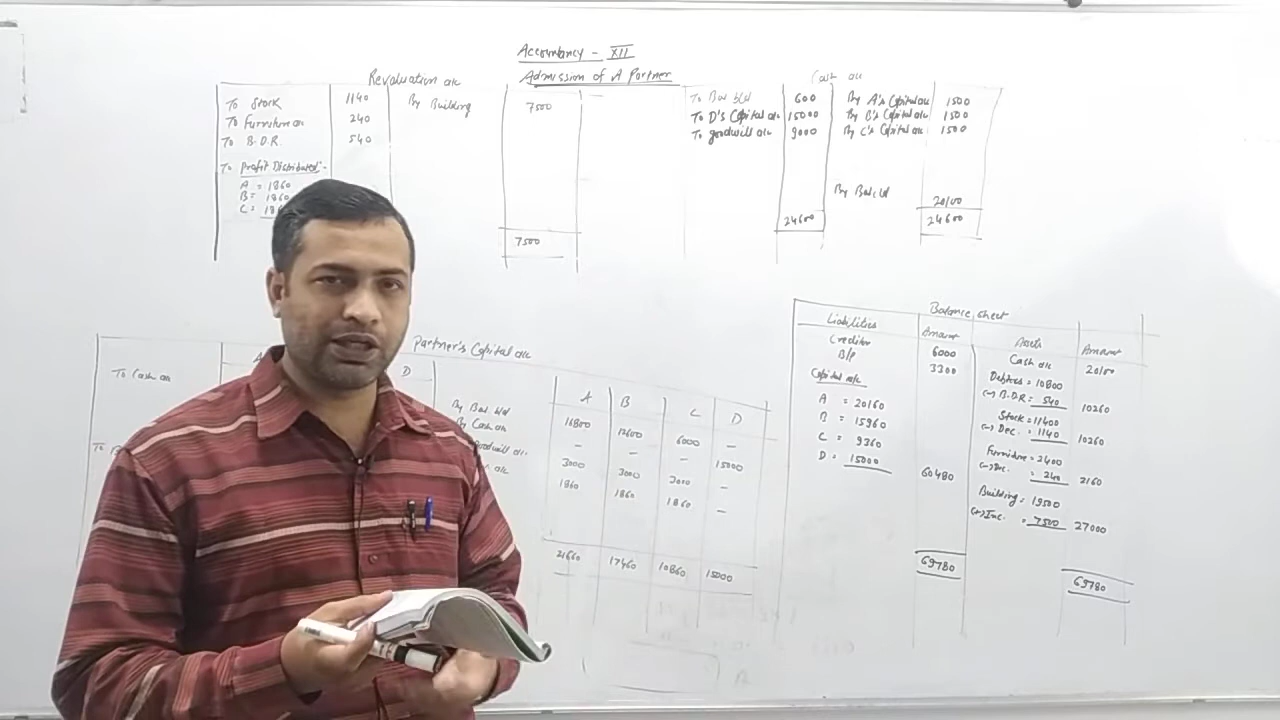 Accountancy - XII
Admission of A Partner
Revaluation a/c
To Stock 1140 By Building 7500
To Furniture a/c 240
To B.D.R. 540
To Profit Distributed:-
A = 1860
B = 1860
C =
7500
Cash a/c
To Bal b/d 600 By A's Capital a/c 1500
To D's Capital a/c 15000 By B's Capital a/c 1500
To goodwill a/c 9000 By C's Capital a/c 1500
By Bal c/d 20100
24600 24600
Partner's Capital a/c
D A B C D
To Cash a/c By Bal b/d 16800 12600 6000 -
By Cash a/c - - - 15000
goodwill a/c 3000 3000 3000 -
a/c 1860 1860 1860 -
To
21660 17460 10860 15000
Balance sheet
Liabilities Amount Assets Amount
Creditor 6000 Cash a/c 20100
B/P 3300 Debtors = 10800
(-) B.D.R. = 540 10260
Capital a/c Stock = 11400
A = 20160 (-) Dec. = 1140 10260
B = 15960 Furniture = 2400
C = 9360 (-) Dec. = 240 2160
D = 15000 60480 Building = 19500
(+) Inc. = 7500 27000
69780 69780